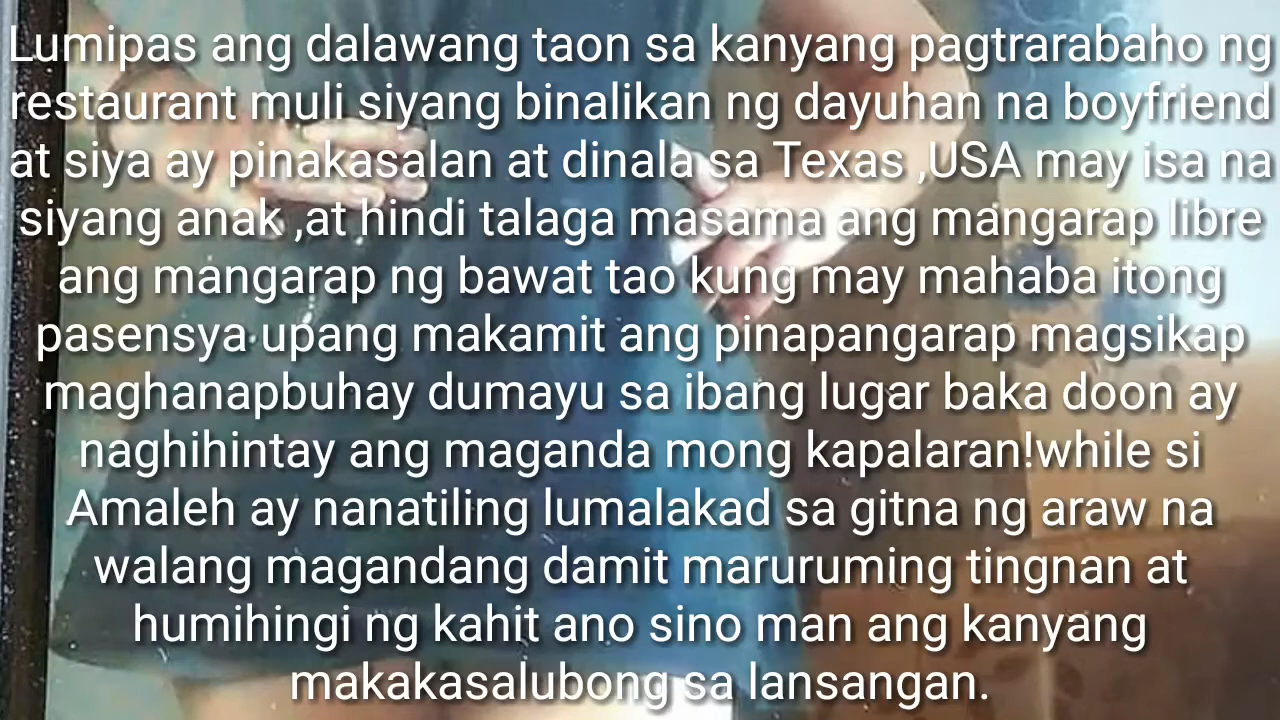 Lumipas ang dalawang taon sa kanyang pagtrarabaho ng
restaurant muli siyang binalikan ng dayuhan na boyfriend
at siya ay pinakasalan at dinala sa Texas ,USA may isa na
siyang anak ,at hindi talaga masama ang mangarap libre
ang mangarap ng bawat tao kung may mahaba itong
pasensya upang makamit ang pinapangarap magsikap
maghanapbuhay dumayu sa ibang lugar baka doon ay
naghihintay ang maganda mong kapalaran!while si
Amaleh ay nanatiling lumalakad sa gitna ng araw na
walang magandang damit maruruming tingnan at
humihingi ng kahit ano sino man ang kanyang
makakasalubong sa lansangan.